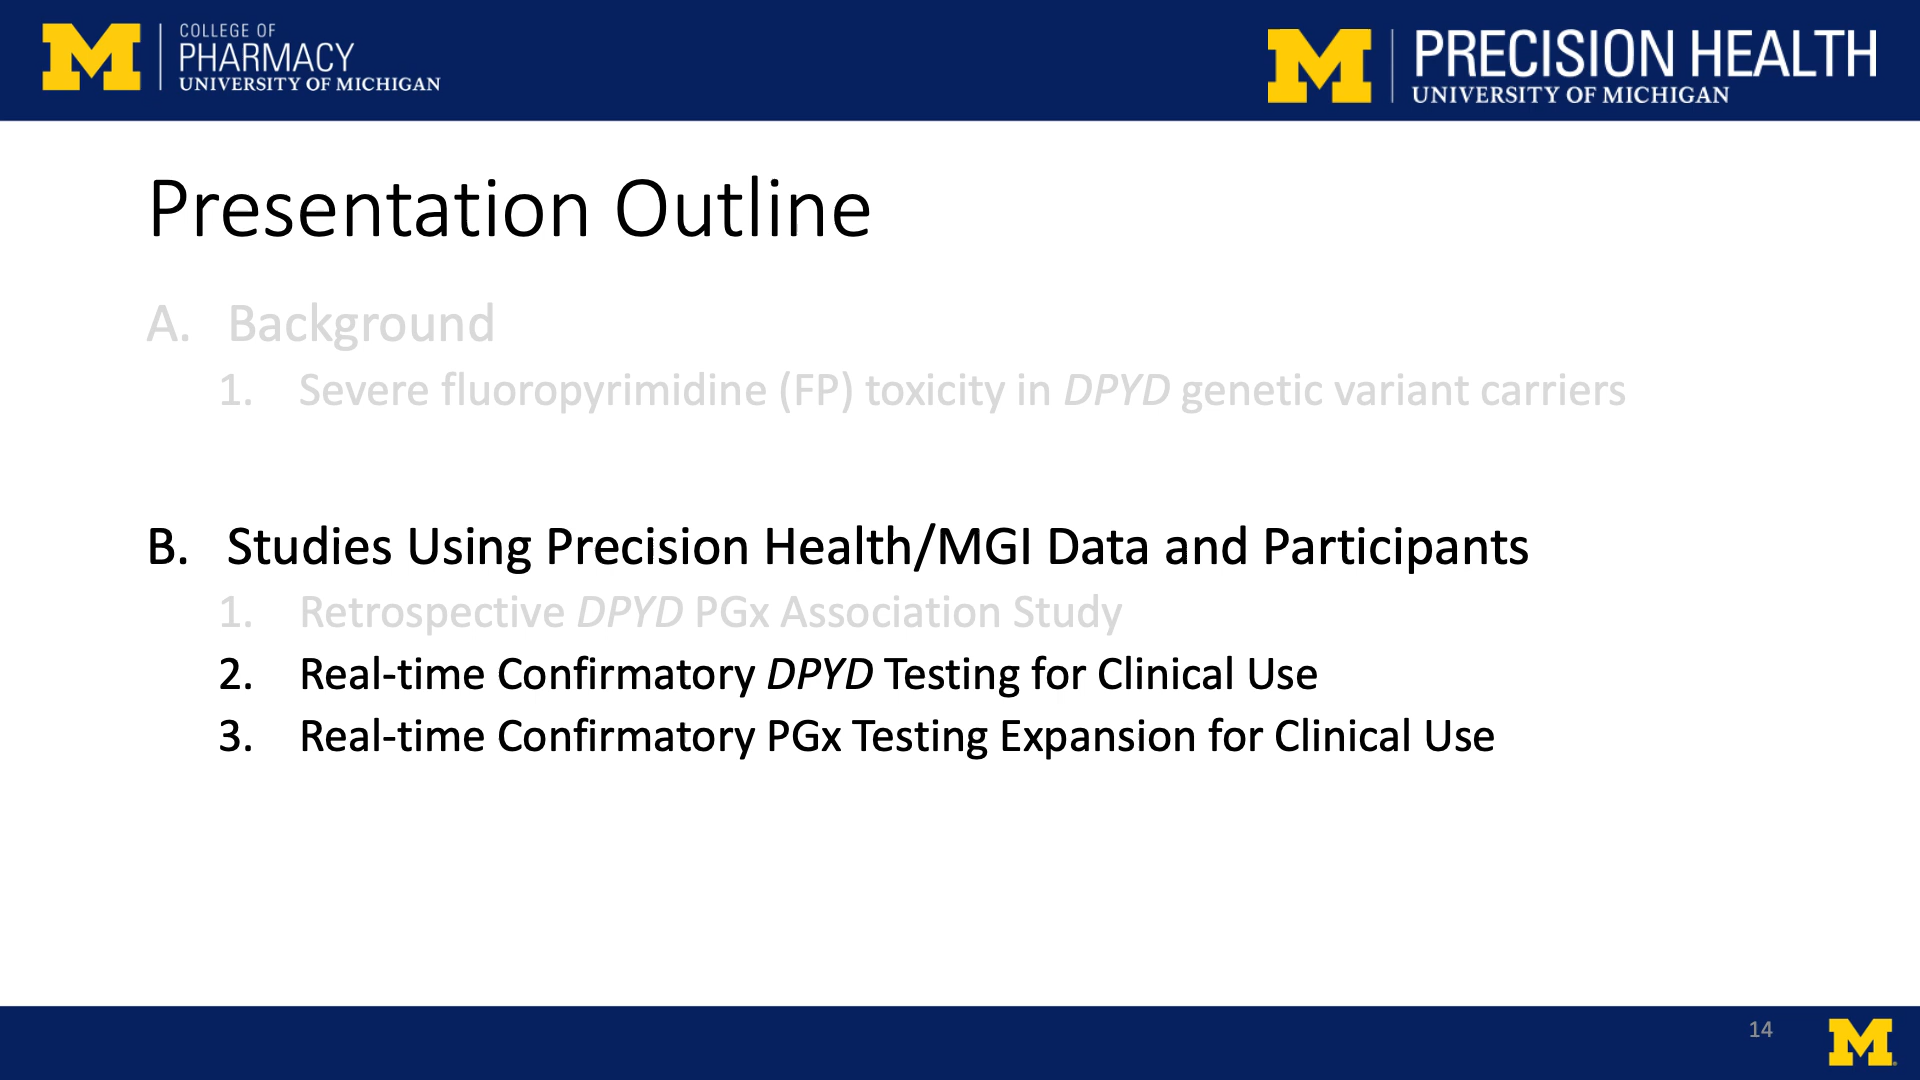 COLLEGE OF
PHARMACY
UNIVERSITY OF MICHIGAN
PRECISION HEALTH
UNIVERSITY OF MICHIGAN
Presentation Outline
A. Background
1. Severe fluoropyrimidine (FP) toxicity in DPYD genetic variant carriers
B. Studies Using Precision Health/MGI Data and Participants
1. Retrospective DPYD PGx Association Study
2. Real-time Confirmatory DPYD Testing for Clinical Use
3. Real-time Confirmatory PGx Testing Expansion for Clinical Use
14